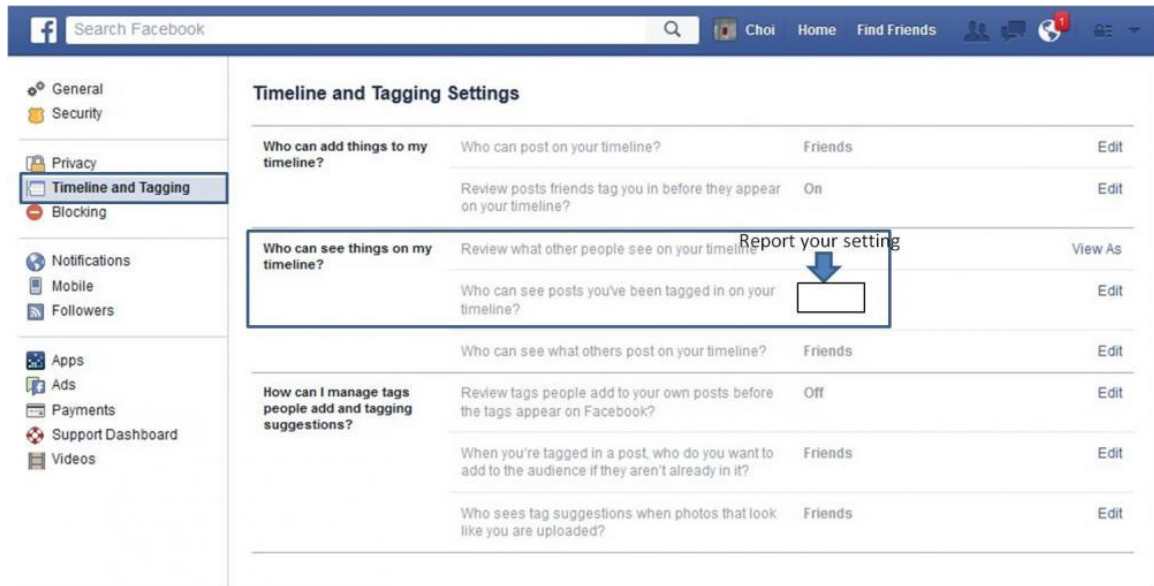 f Search Facebook Choi Home Find Friends 1
General
Security
Privacy
Timeline and Tagging
Blocking
Notifications
Mobile
Followers
Apps
Ads
Payments
Support Dashboard
Videos
Timeline and Tagging Settings
Who can add things to my
timeline?
Who can post on your timeline? Friends Edit
Review posts friends tag you in before they appear
on your timeline?
On Edit
Who can see things on my
timeline?
Review what other people see on your timeline View As
Report your setting
Who can see posts you've been tagged in on your
timeline?
Edit
Who can see what others post on your timeline? Friends Edit
How can I manage tags
people add and tagging
suggestions?
Review tags people add to your own posts before
the tags appear on Facebook?
Off Edit
When you're tagged in a post, who do you want to
add to the audience if they aren't already in it?
Friends Edit
Who sees tag suggestions when photos that look
like you are uploaded?
Friends Edit